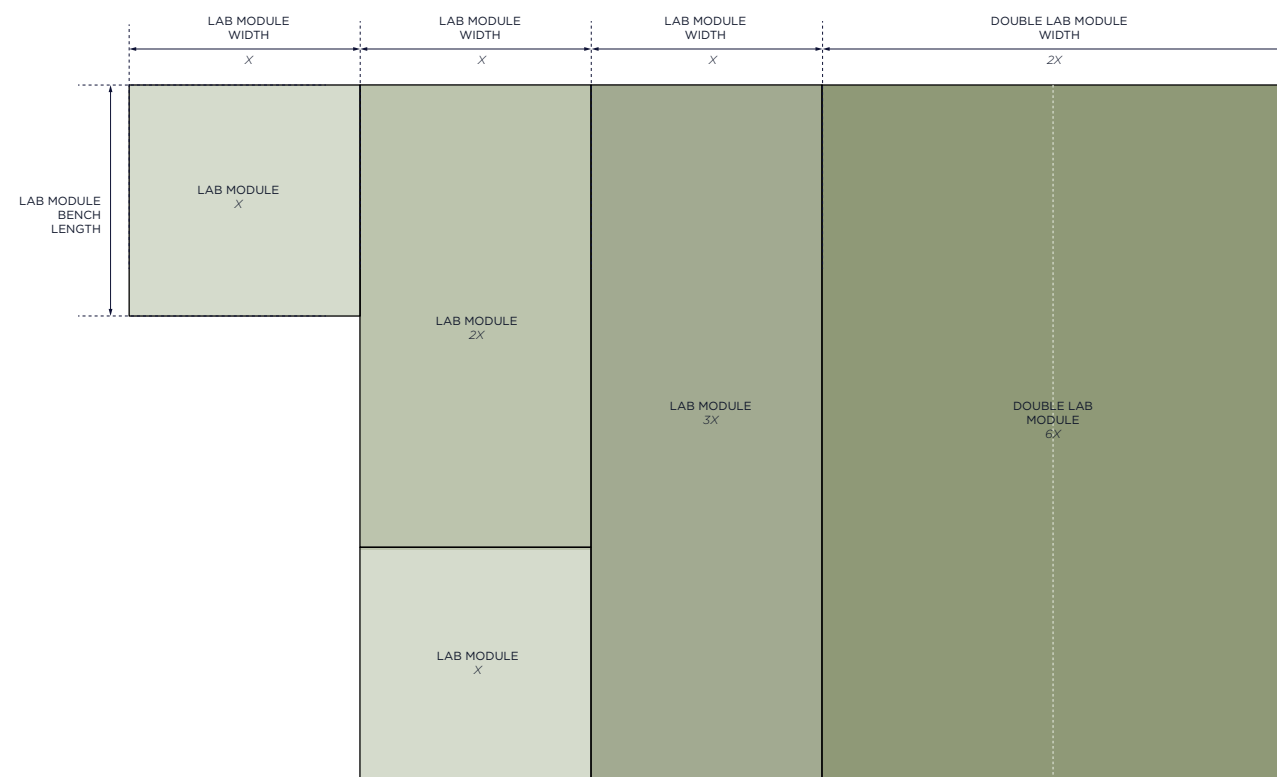 LAB MODULE
WIDTH
X
LAB MODULE
WIDTH
X
LAB MODULE
WIDTH
X
DOUBLE LAB MODULE
WIDTH
2X
LAB MODULE
BENCH
LENGTH
LAB MODULE
X
LAB MODULE
2X
LAB MODULE
3X
DOUBLE LAB
MODULE
6X
LAB MODULE
X